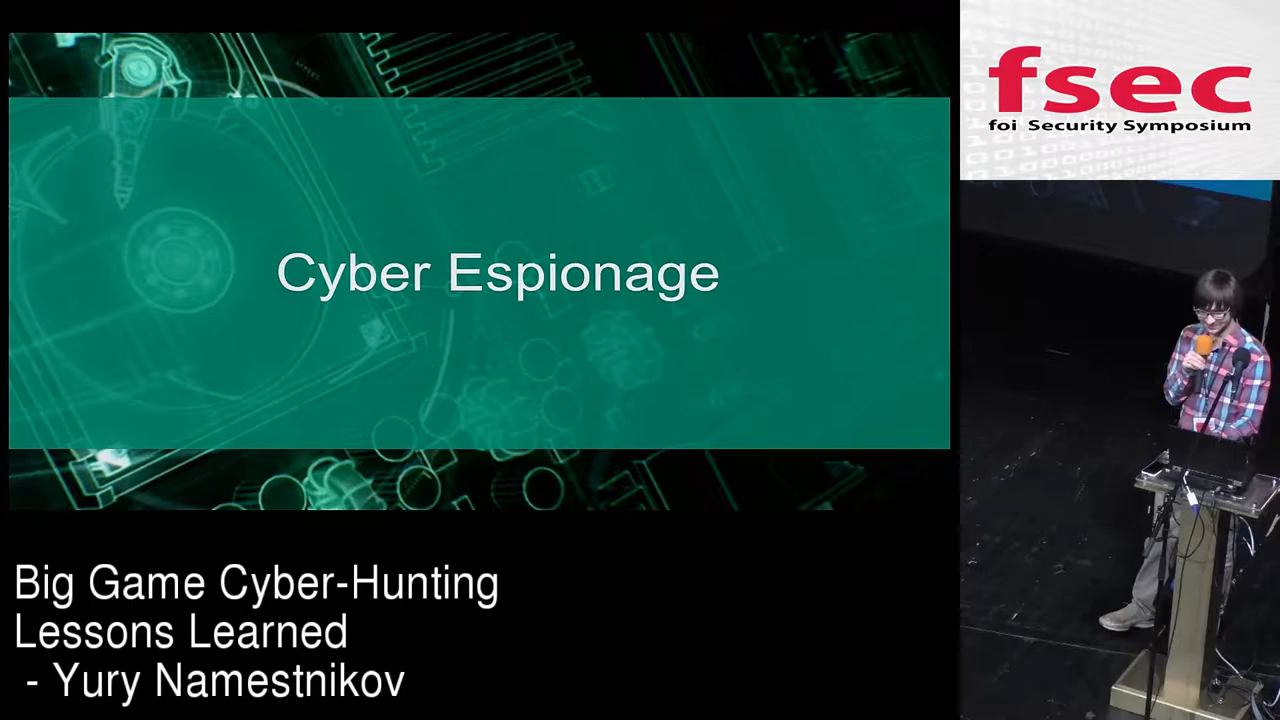 Cyber Espionage
fsec
foi Security Symposium
Big Game Cyber-Hunting
Lessons Learned
- Yury Namestnikov